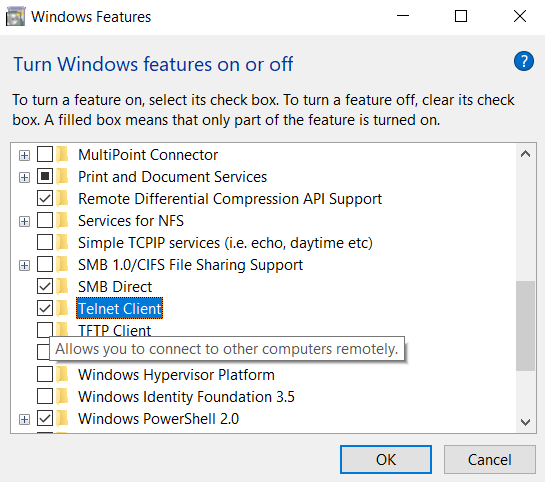 Windows Features
Turn Windows features on or off
?
To turn a feature on, select its check box. To turn a feature off, clear its check
box. A filled box means that only part of the feature is turned on.
MultiPoint Connector
Print and Document Services
Remote Differential Compression API Support
Services for NFS
Simple TCPIP services (i.e. echo, daytime etc)
SMB 1.0/CIFS File Sharing Support
SMB Direct
Telnet Client
TFTP Client
Allows you to connect to other computers remotely.
Windows Hypervisor Platform
Windows Identity Foundation 3.5
Windows PowerShell 2.0
OK
Cancel